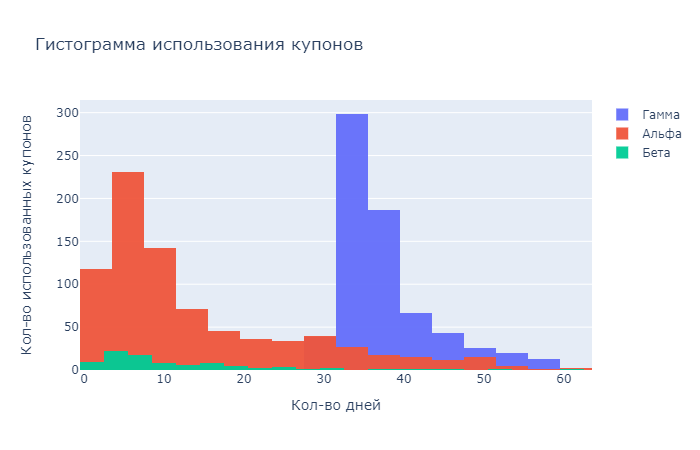 Гистограмма использования купонов
Кол-во использованных купонов
300
250
200
150
100
50
0
0 10 20 30 40 50 60
Кол-во дней
Гамма
Альфа
Бета